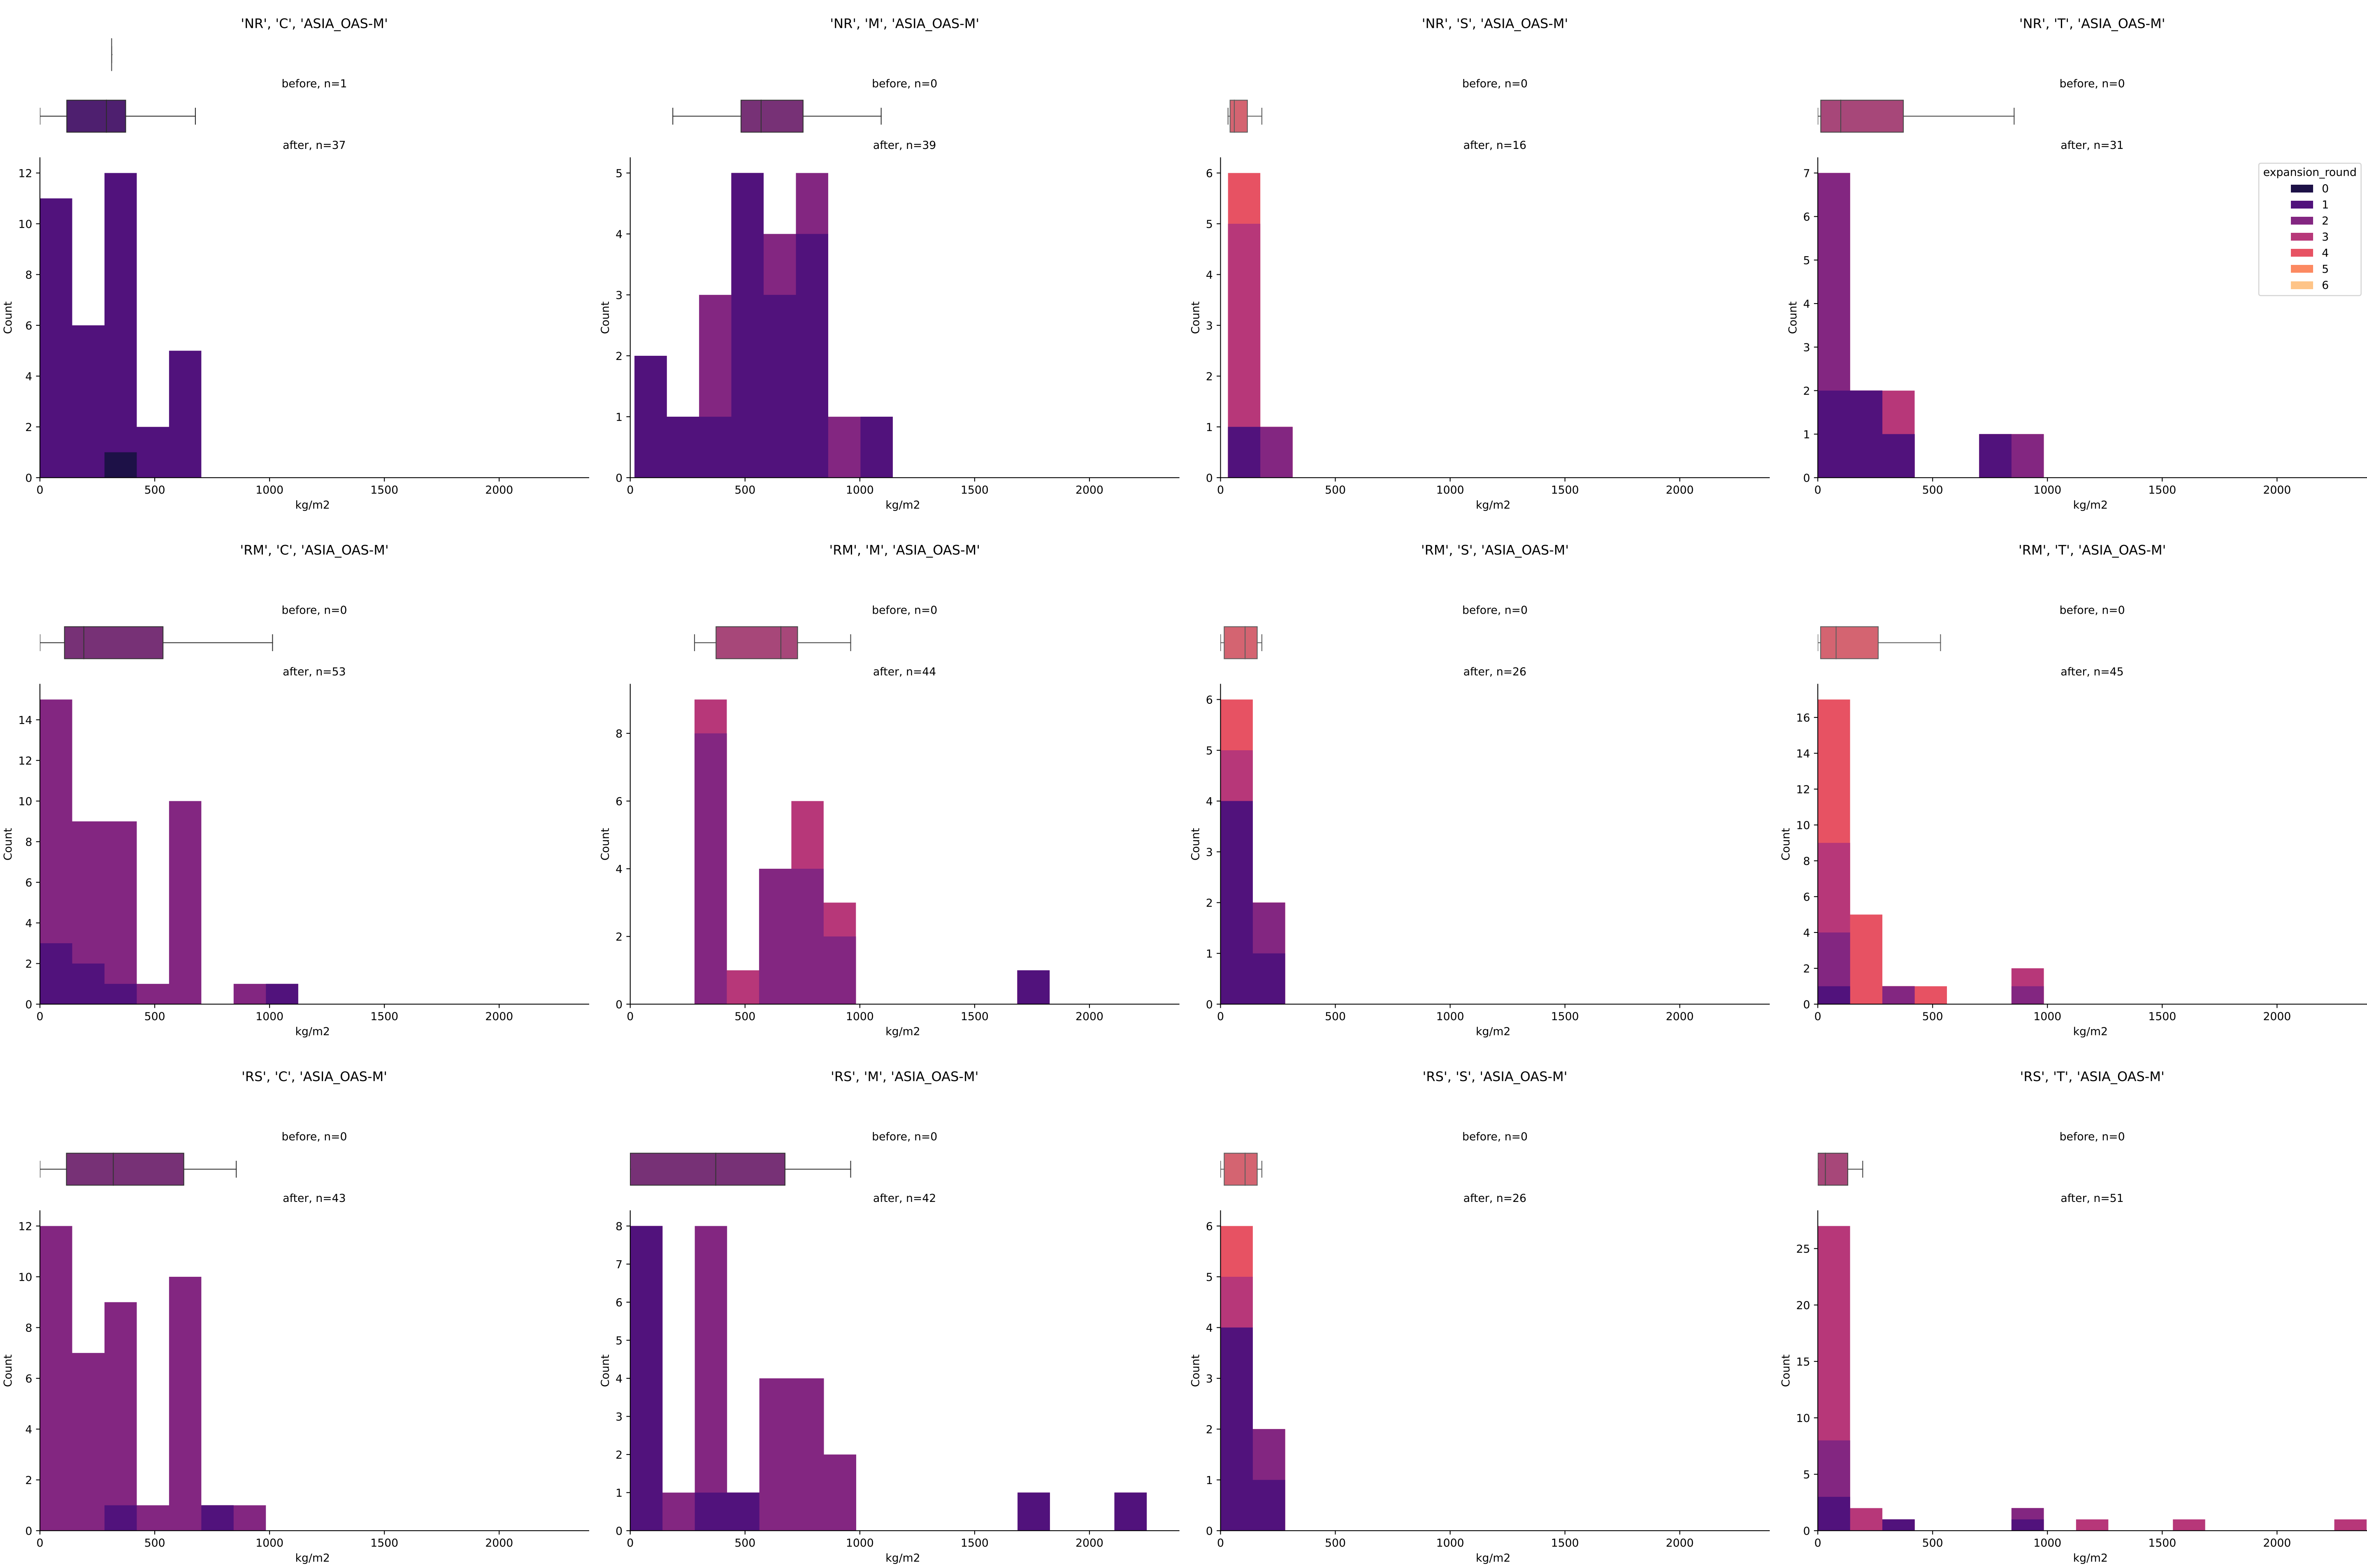 'NR', 'C', 'ASIA_OAS-M'
before, n=1
after, n=37
12
10
8
6
4
2
0
Count
0 500 1000 1500 2000
kg/m2
'NR', 'M', 'ASIA_OAS-M'
before, n=0
after, n=39
5
4
3
2
1
0
Count
0 500 1000 1500 2000
kg/m2
'NR', 'S', 'ASIA_OAS-M'
before, n=0
after, n=16
6
5
4
3
2
1
0
Count
0 500 1000 1500 2000
kg/m2
'NR', 'T', 'ASIA_OAS-M'
before, n=0
after, n=31
7
6
5
4
3
2
1
0
Count
expansion_round
0
1
2
3
4
5
6
0 500 1000 1500 2000
kg/m2
'RM', 'C', 'ASIA_OAS-M'
before, n=0
after, n=53
14
12
10
8
6
4
2
0
Count
0 500 1000 1500 2000
kg/m2
'RM', 'M', 'ASIA_OAS-M'
before, n=0
after, n=44
8
6
4
2
0
Count
0 500 1000 1500 2000
kg/m2
'RM', 'S', 'ASIA_OAS-M'
before, n=0
after, n=26
6
5
4
3
2
1
0
Count
0 500 1000 1500 2000
kg/m2
'RM', 'T', 'ASIA_OAS-M'
before, n=0
after, n=45
16
14
12
10
8
6
4
2
0
Count
0 500 1000 1500 2000
kg/m2
'RS', 'C', 'ASIA_OAS-M'
before, n=0
after, n=43
12
10
8
6
4
2
0
Count
0 500 1000 1500 2000
kg/m2
'RS', 'M', 'ASIA_OAS-M'
before, n=0
after, n=42
8
7
6
5
4
3
2
1
0
Count
0 500 1000 1500 2000
kg/m2
'RS', 'S', 'ASIA_OAS-M'
before, n=0
after, n=26
6
5
4
3
2
1
0
Count
0 500 1000 1500 2000
kg/m2
'RS', 'T', 'ASIA_OAS-M'
before, n=0
after, n=51
25
20
15
10
5
0
Count
0 500 1000 1500 2000
kg/m2